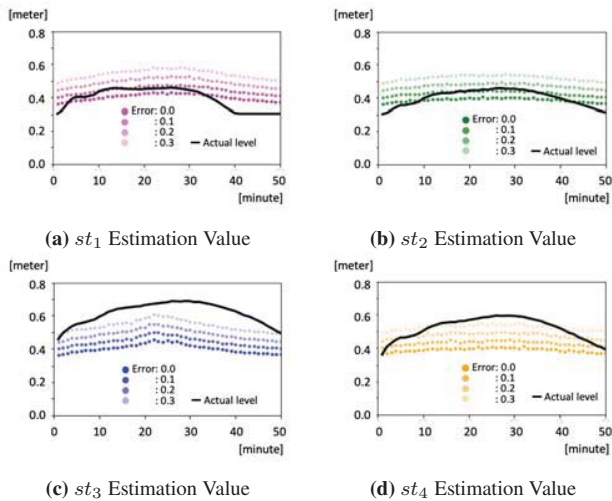 [meter]
0.8
0.6
0.4
0.2
0.0
Error: 0.0
: 0.1
: 0.2
: 0.3
Actual level
0 10 20 30 40 50
[minute]
(a) st1 Estimation Value
[meter]
0.8
0.6
0.4
0.2
0.0
Error: 0.0
: 0.1
: 0.2
: 0.3
Actual level
0 10 20 30 40 50
[minute]
(b) st2 Estimation Value
[meter]
0.8
0.6
0.4
0.2
0.0
Error: 0.0
: 0.1
: 0.2
: 0.3
Actual level
0 10 20 30 40 50
[minute]
(c) st3 Estimation Value
[meter]
0.8
0.6
0.4
0.2
0.0
Error: 0.0
: 0.1
: 0.2
: 0.3
Actual level
0 10 20 30 40 50
[minute]
(d) st4 Estimation Value